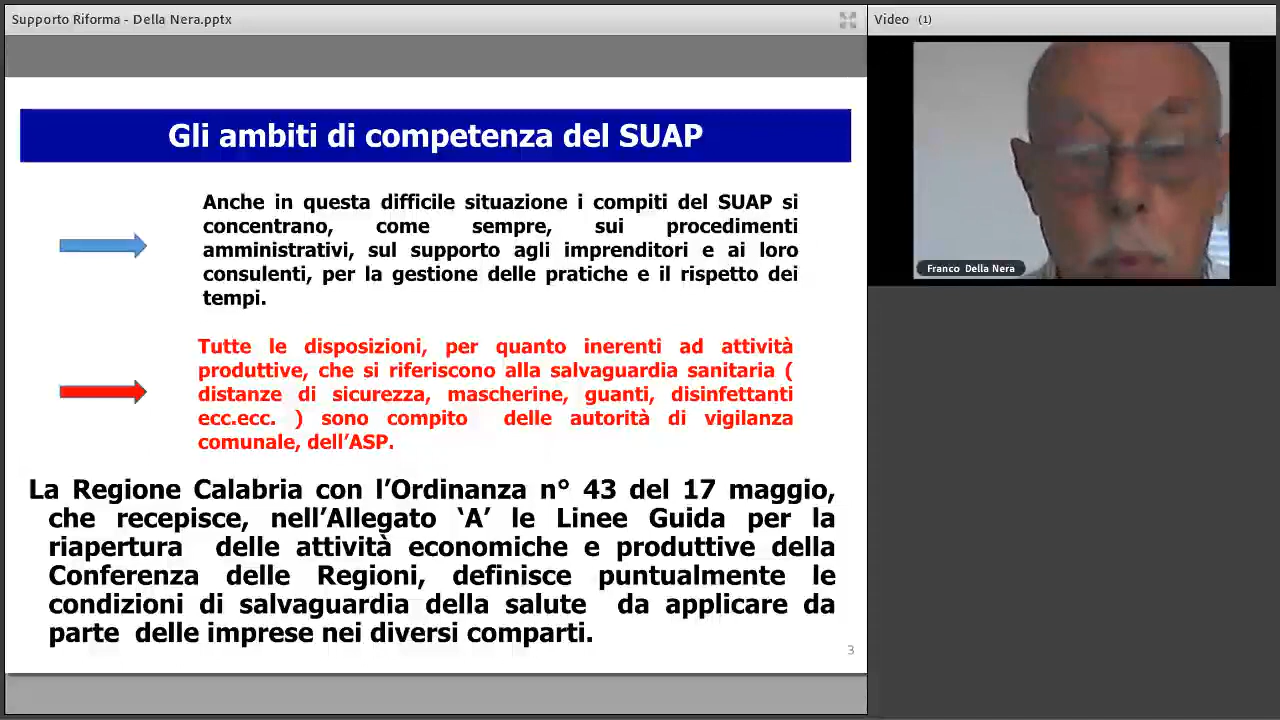 Supporto Riforma - Della Nera.pptx
Video (1)
Gli ambiti di competenza del SUAP
Anche in questa difficile situazione i compiti del SUAP si
concentrano, come sempre, sui procedimenti
amministrativi, sul supporto agli imprenditori e ai loro
consulenti, per la gestione delle pratiche e il rispetto dei
tempi.
Tutte le disposizioni, per quanto inerenti ad attività
produttive, che si riferiscono alla salvaguardia sanitaria (
distanze di sicurezza, mascherine, guanti, disinfettanti
ecc.ecc. ) sono compito delle autorità di vigilanza
comunale, dell’ASP.
La Regione Calabria con l’Ordinanza n° 43 del 17 maggio,
che recepisce, nell’Allegato ‘A’ le Linee Guida per la
riapertura delle attività economiche e produttive della
Conferenza delle Regioni, definisce puntualmente le
condizioni di salvaguardia della salute da applicare da
parte delle imprese nei diversi comparti.
3
Franco Della Nera